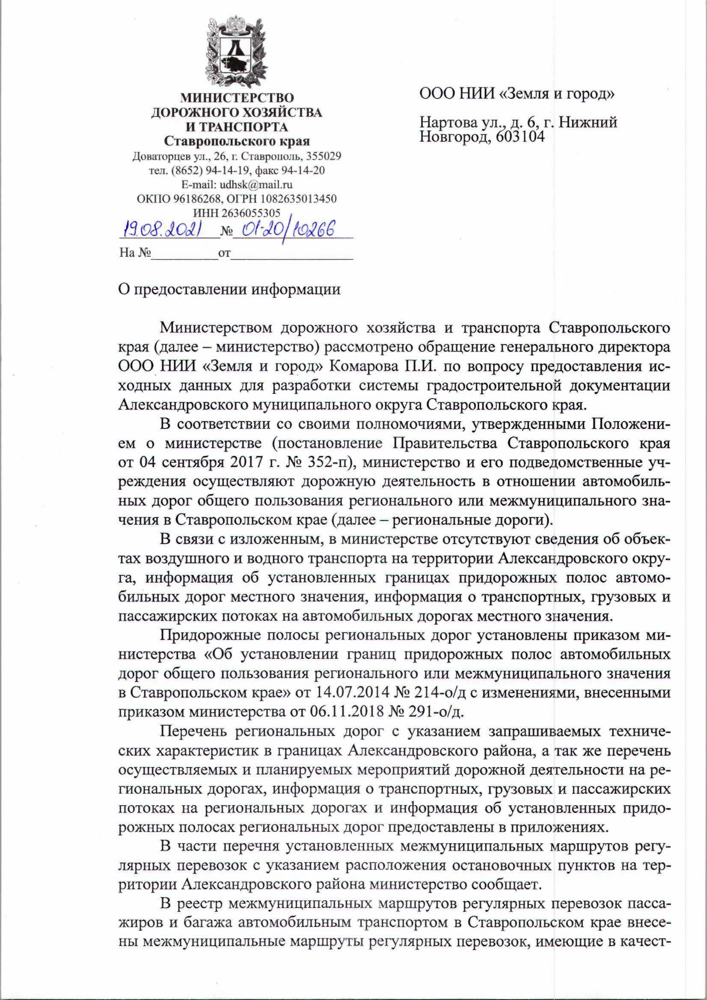 МИНИСТЕРСТВО
ДОРОЖНОГО ХОЗЯЙСТВА
И ТРАНСПОРТА
Ставропольского края
Доваторцев ул., 26, г. Ставрополь, 355029
тел. (8652) 94-14-19, факс 94-14-20
E-mail: udhsk@mail.ru
ОКПО 96186268, ОГРН 1082635013450
ИНН 2636055305
19.08.2021 № 01-20/10266
На №__________от__________________
ООО НИИ «Земля и город»
Нартова ул., д. 6, г. Нижний
Новгород, 603104
О предоставлении информации
Министерством дорожного хозяйства и транспорта Ставропольского
края (далее – министерство) рассмотрено обращение генерального директора
ООО НИИ «Земля и город» Комарова П.И. по вопросу предоставления ис-
ходных данных для разработки системы градостроительной документации
Александровского муниципального округа Ставропольского края.
В соответствии со своими полномочиями, утвержденными Положени-
ем о министерстве (постановление Правительства Ставропольского края
от 04 сентября 2017 г. № 352-п), министерство и его подведомственные уч-
реждения осуществляют дорожную деятельность в отношении автомобиль-
ных дорог общего пользования регионального или межмуниципального зна-
чения в Ставропольском крае (далее – региональные дороги).
В связи с изложенным, в министерстве отсутствуют сведения об объек-
тах воздушного и водного транспорта на территории Александровского окру-
га, информация об установленных границах придорожных полос автомо-
бильных дорог местного значения, информация о транспортных, грузовых и
пассажирских потоках на автомобильных дорогах местного значения.
Придорожные полосы региональных дорог установлены приказом ми-
нистерства «Об установлении границ придорожных полос автомобильных
дорог общего пользования регионального или межмуниципального значения
в Ставропольском крае» от 14.07.2014 № 214-о/д с изменениями, внесенными
приказом министерства от 06.11.2018 № 291-о/д.
Перечень региональных дорог с указанием запрашиваемых техниче-
ских характеристик в границах Александровского района, а так же перечень
осуществляемых и планируемых мероприятий дорожной деятельности на ре-
гиональных дорогах, информация о транспортных, грузовых и пассажирских
потоках на региональных дорогах и информация об установленных придо-
рожных полосах региональных дорог предоставлены в приложениях.
В части перечня установленных межмуниципальных маршрутов регу-
лярных перевозок с указанием расположения остановочных пунктов на тер-
ритории Александровского района министерство сообщает.
В реестр межмуниципальных маршрутов регулярных перевозок пасса-
жиров и багажа автомобильным транспортом в Ставропольском крае внесе-
ны межмуниципальные маршруты регулярных перевозок, имеющие в качест-